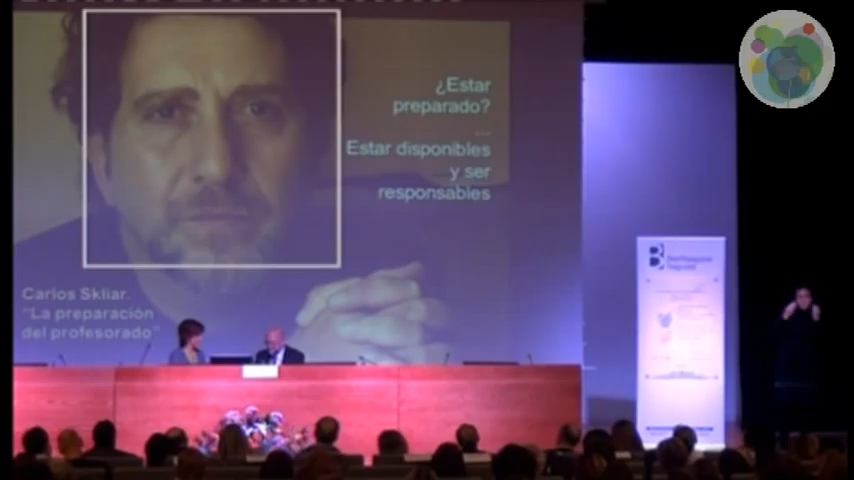 ¿Estar
preparado?
...
Estar disponibles
y ser
responsables
Carlos Skliar.
"La preparación
del profesorado"
B